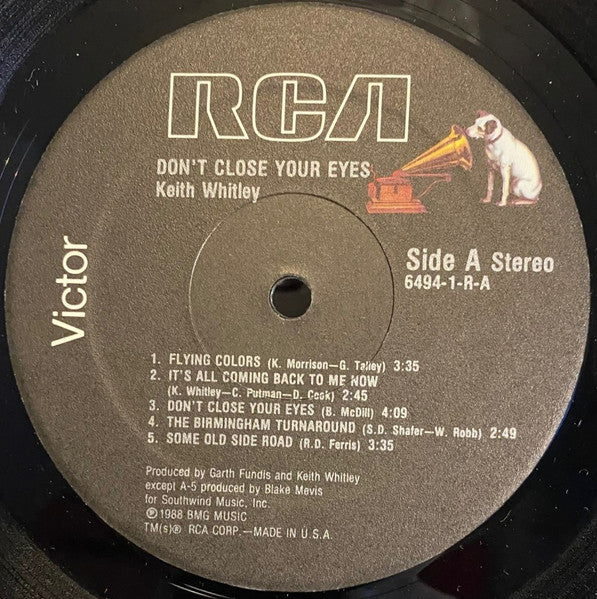 RCA
DON'T CLOSE YOUR EYES
Keith Whitley
Victor
Side A Stereo
6494-1-R-A
1. FLYING COLORS (K. Morrison—G. Talley) 3:35
2. IT'S ALL COMING BACK TO ME NOW
(K. Whitley—C. Putman—D. Cook) 2:45
3. DON'T CLOSE YOUR EYES (B. McDill) 4:09
4. THE BIRMINGHAM TURNAROUND (S.D. Shafer—W. Robb) 2:49
5. SOME OLD SIDE ROAD (R.D. Ferris) 3:35
Produced by Garth Fundis and Keith Whitley
except A-5 produced by Blake Mevis
for Southwind Music, Inc.
℗1988 BMG MUSIC
TM(s)® RCA CORP.—MADE IN U.S.A.